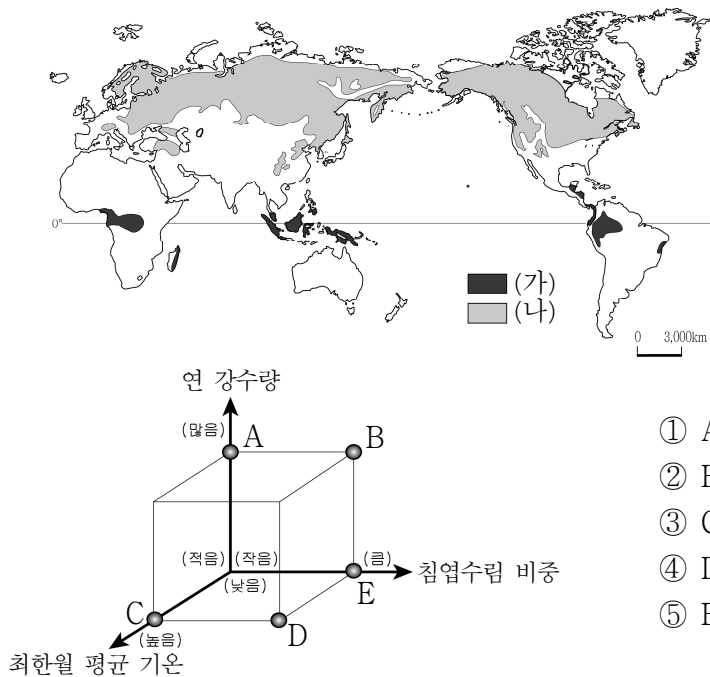 0°
(가)
(나)
0 3,000km
연 강수량
(많음)
A
B
(적음)
(작음)
(큼)
(낮음)
침엽수림 비중
E
C
(높음)
D
최한월 평균 기온
①
②
③
④
⑤